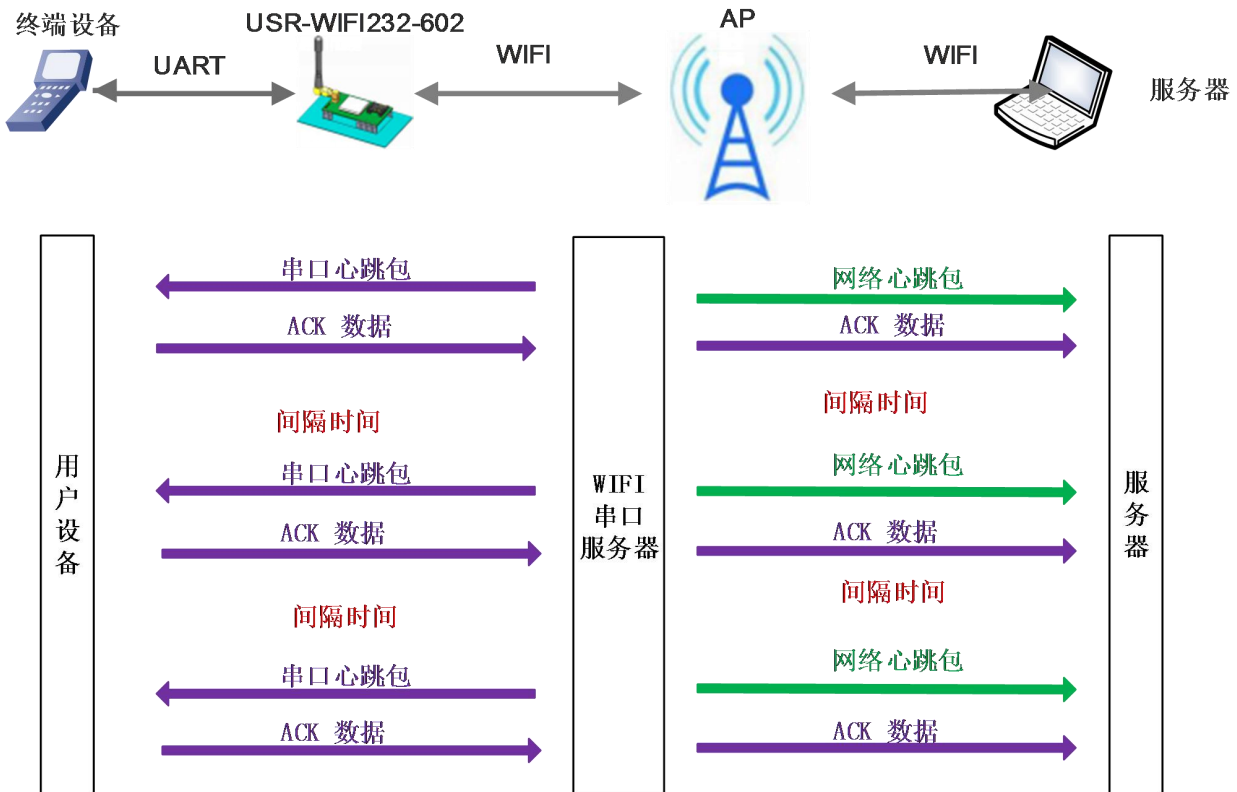 终端设备
USR-WIFI232-602
AP
UART
WIFI
WIFI
服务器
串口心跳包
网络心跳包
ACK 数据
ACK 数据
间隔时间
间隔时间
串口心跳包
网络心跳包
ACK 数据
ACK 数据
间隔时间
间隔时间
串口心跳包
网络心跳包
ACK 数据
ACK 数据
用户设备
WIFI
串口
服务器
服务器